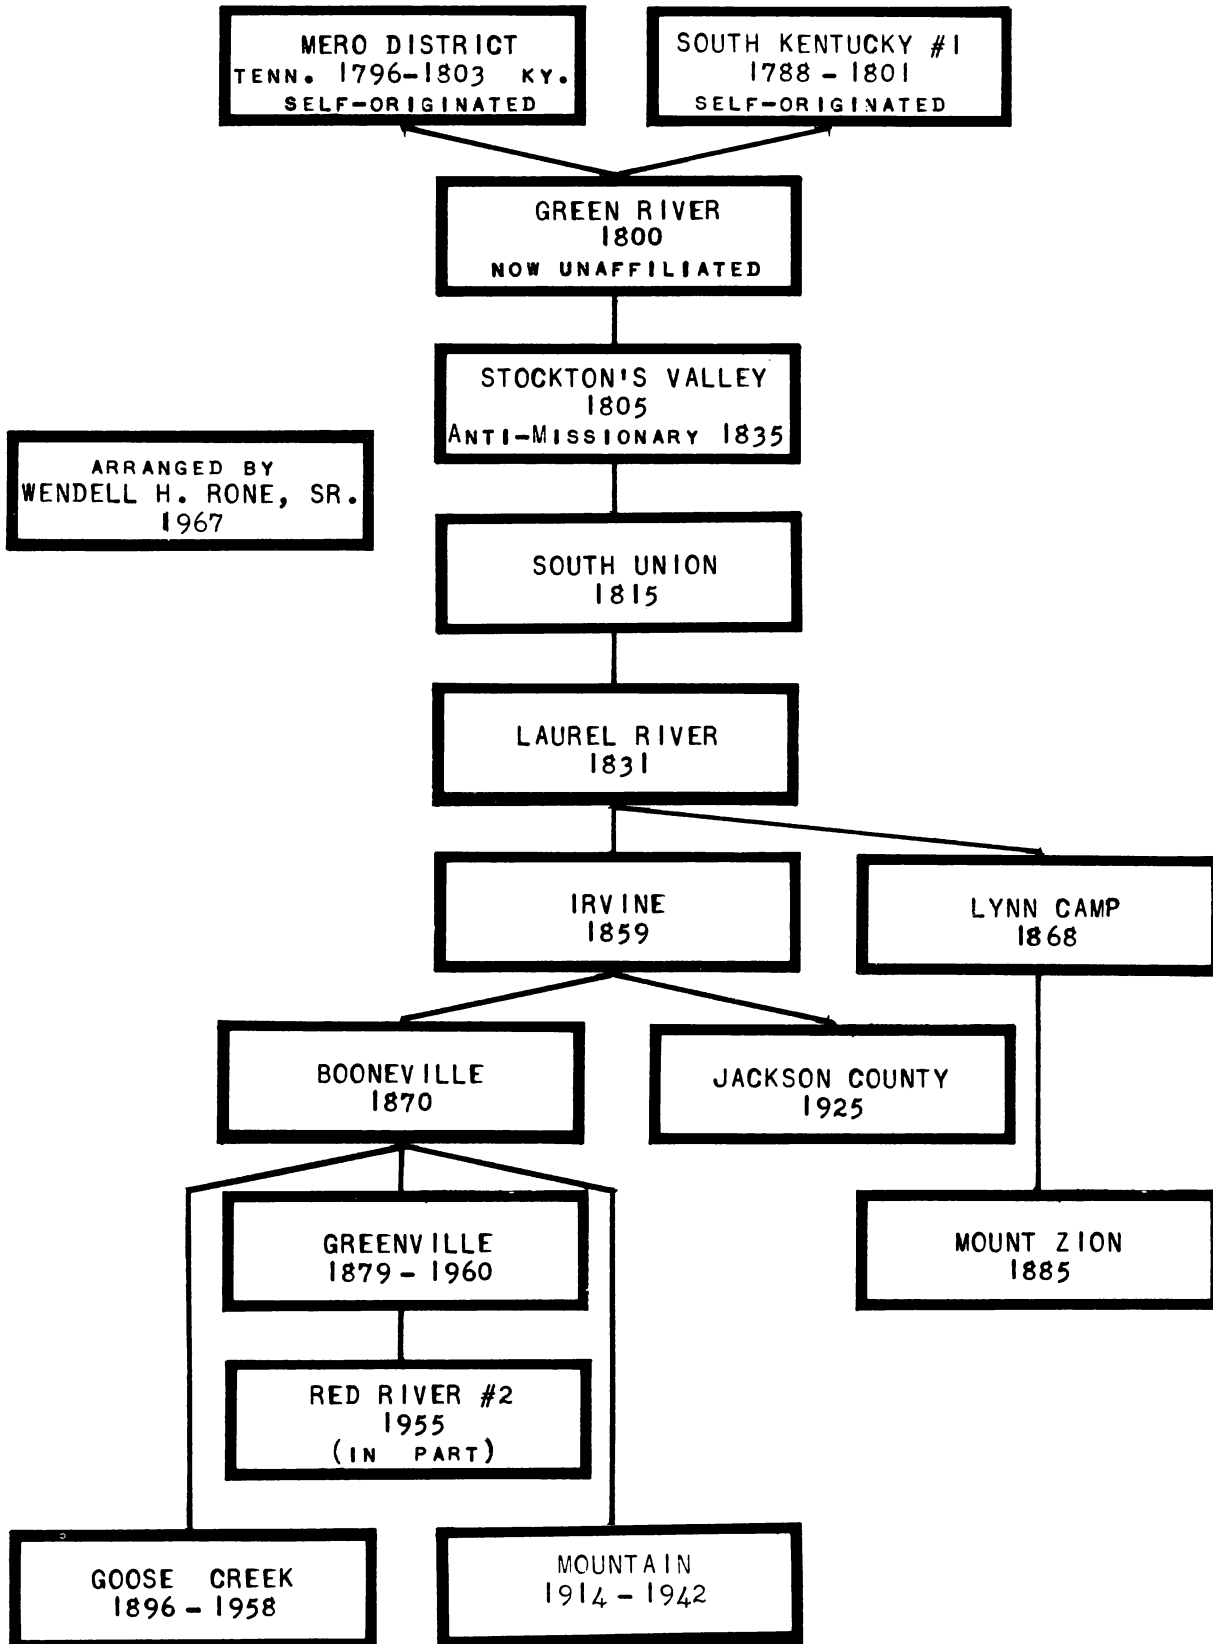 MERO DISTRICT
TENN. 1796-1803 KY.
SELF-ORIGINATED
SOUTH KENTUCKY #1
1788 - 1801
SELF-ORIGINATED
GREEN RIVER
1800
NOW UNAFFILIATED
STOCKTON'S VALLEY
1805
ANTI-MISSIONARY 1835
ARRANGED BY
WENDELL H. RONE, SR.
1967
SOUTH UNION
1815
LAUREL RIVER
1831
IRVINE
1859
LYNN CAMP
1868
BOONEVILLE
1870
JACKSON COUNTY
1925
GREENVILLE
1879 - 1960
MOUNT ZION
1885
RED RIVER #2
1955
(IN PART)
GOOSE CREEK
1896 - 1958
MOUNTAIN
1914 - 1942